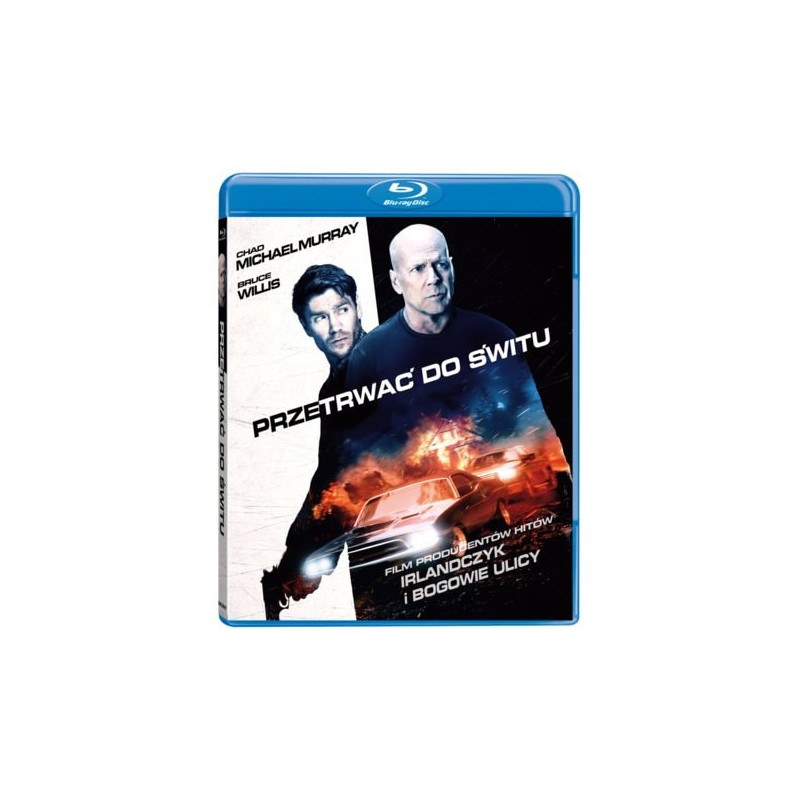 Blu-ray Disc
CHAD
MICHAEL MURRAY
BRUCE
WILLIS
PRZETRWAĆ DO ŚWITU
FILM PRODUCENTÓW HITÓW
IRLANDCZYK
i BOGOWIE ULICY
PRZETRWAĆ DO ŚWITU